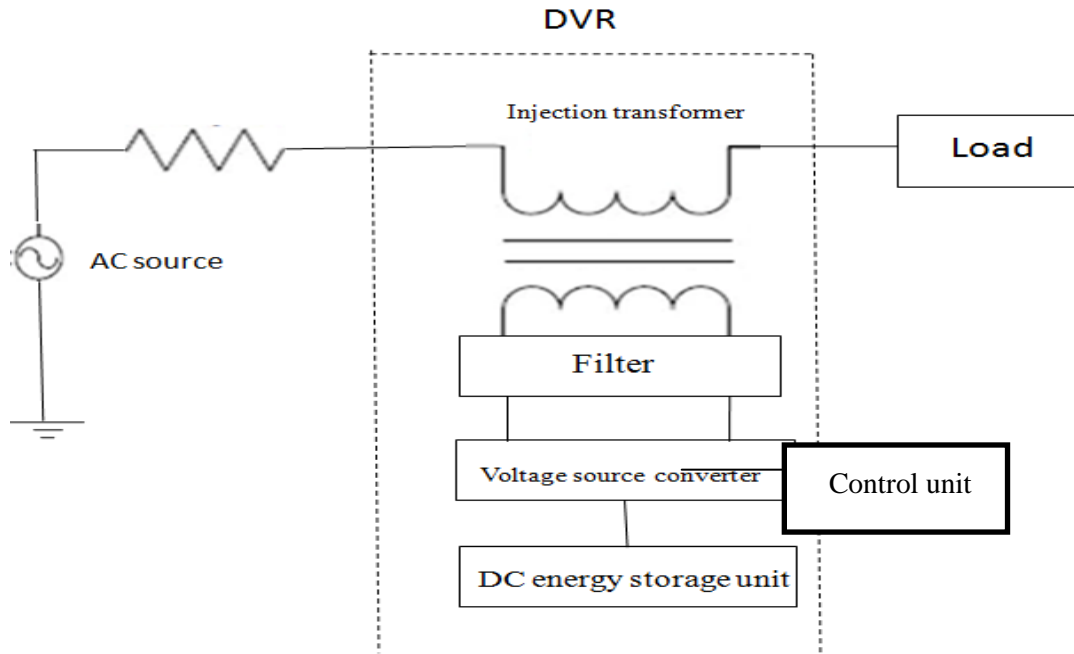 DVR
Injection transformer
Load
AC source
Filter
Voltage source converter
Control unit
DC energy storage unit